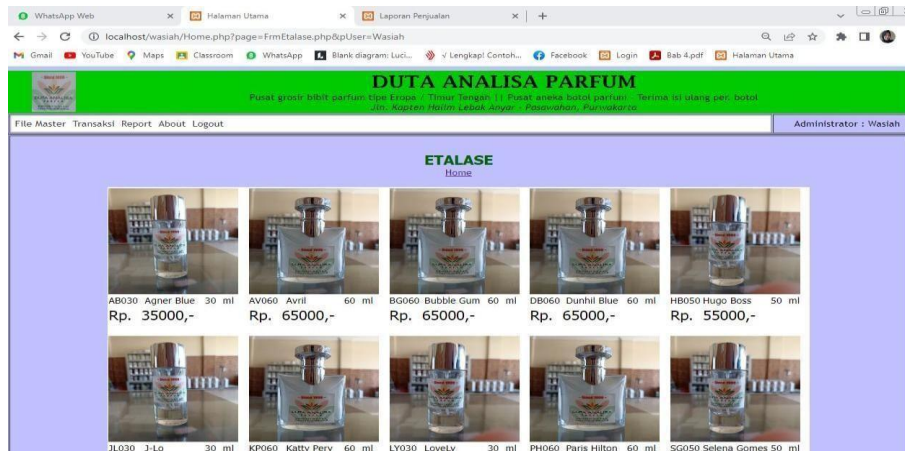 WhatsApp Web
Halaman Utama
Laporan Penjualan
localhost/wasiah/Home.php?page=FrmEtalase.php&pUser=Wasiah
Gmail YouTube Maps Classroom WhatsApp Blank diagram: Luci... √ Lengkap! Contoh... Facebook Login Bab 4.pdf Halaman Utama
DUTA ANALISA PARFUM
Pusat grosir bibit parfum tipe Eropa / Timur Tengah || Pusat aneka botol parfum - Terima isi ulang per. botol
Jln. Kapten Halim Lebak Anyar - Pasawahan, Purwakarta
File Master Transaksi Report About Logout
Administrator : Wasiah
ETALASE
Home
AB030 Agner Blue 30 ml
Rp. 35000,-
AV060 Avril 60 ml
Rp. 65000,-
BG060 Bubble Gum 60 ml
Rp. 65000,-
DB060 Dunhil Blue 60 ml
Rp. 65000,-
HB050 Hugo Boss 50 ml
Rp. 55000,-
JL030 J-Lo 30 ml
KP060 Katty Pery 60 ml
LY030 LoveLy 30 ml
PH060 Paris Hilton 60 ml
SG050 Selena Gomes 50 ml